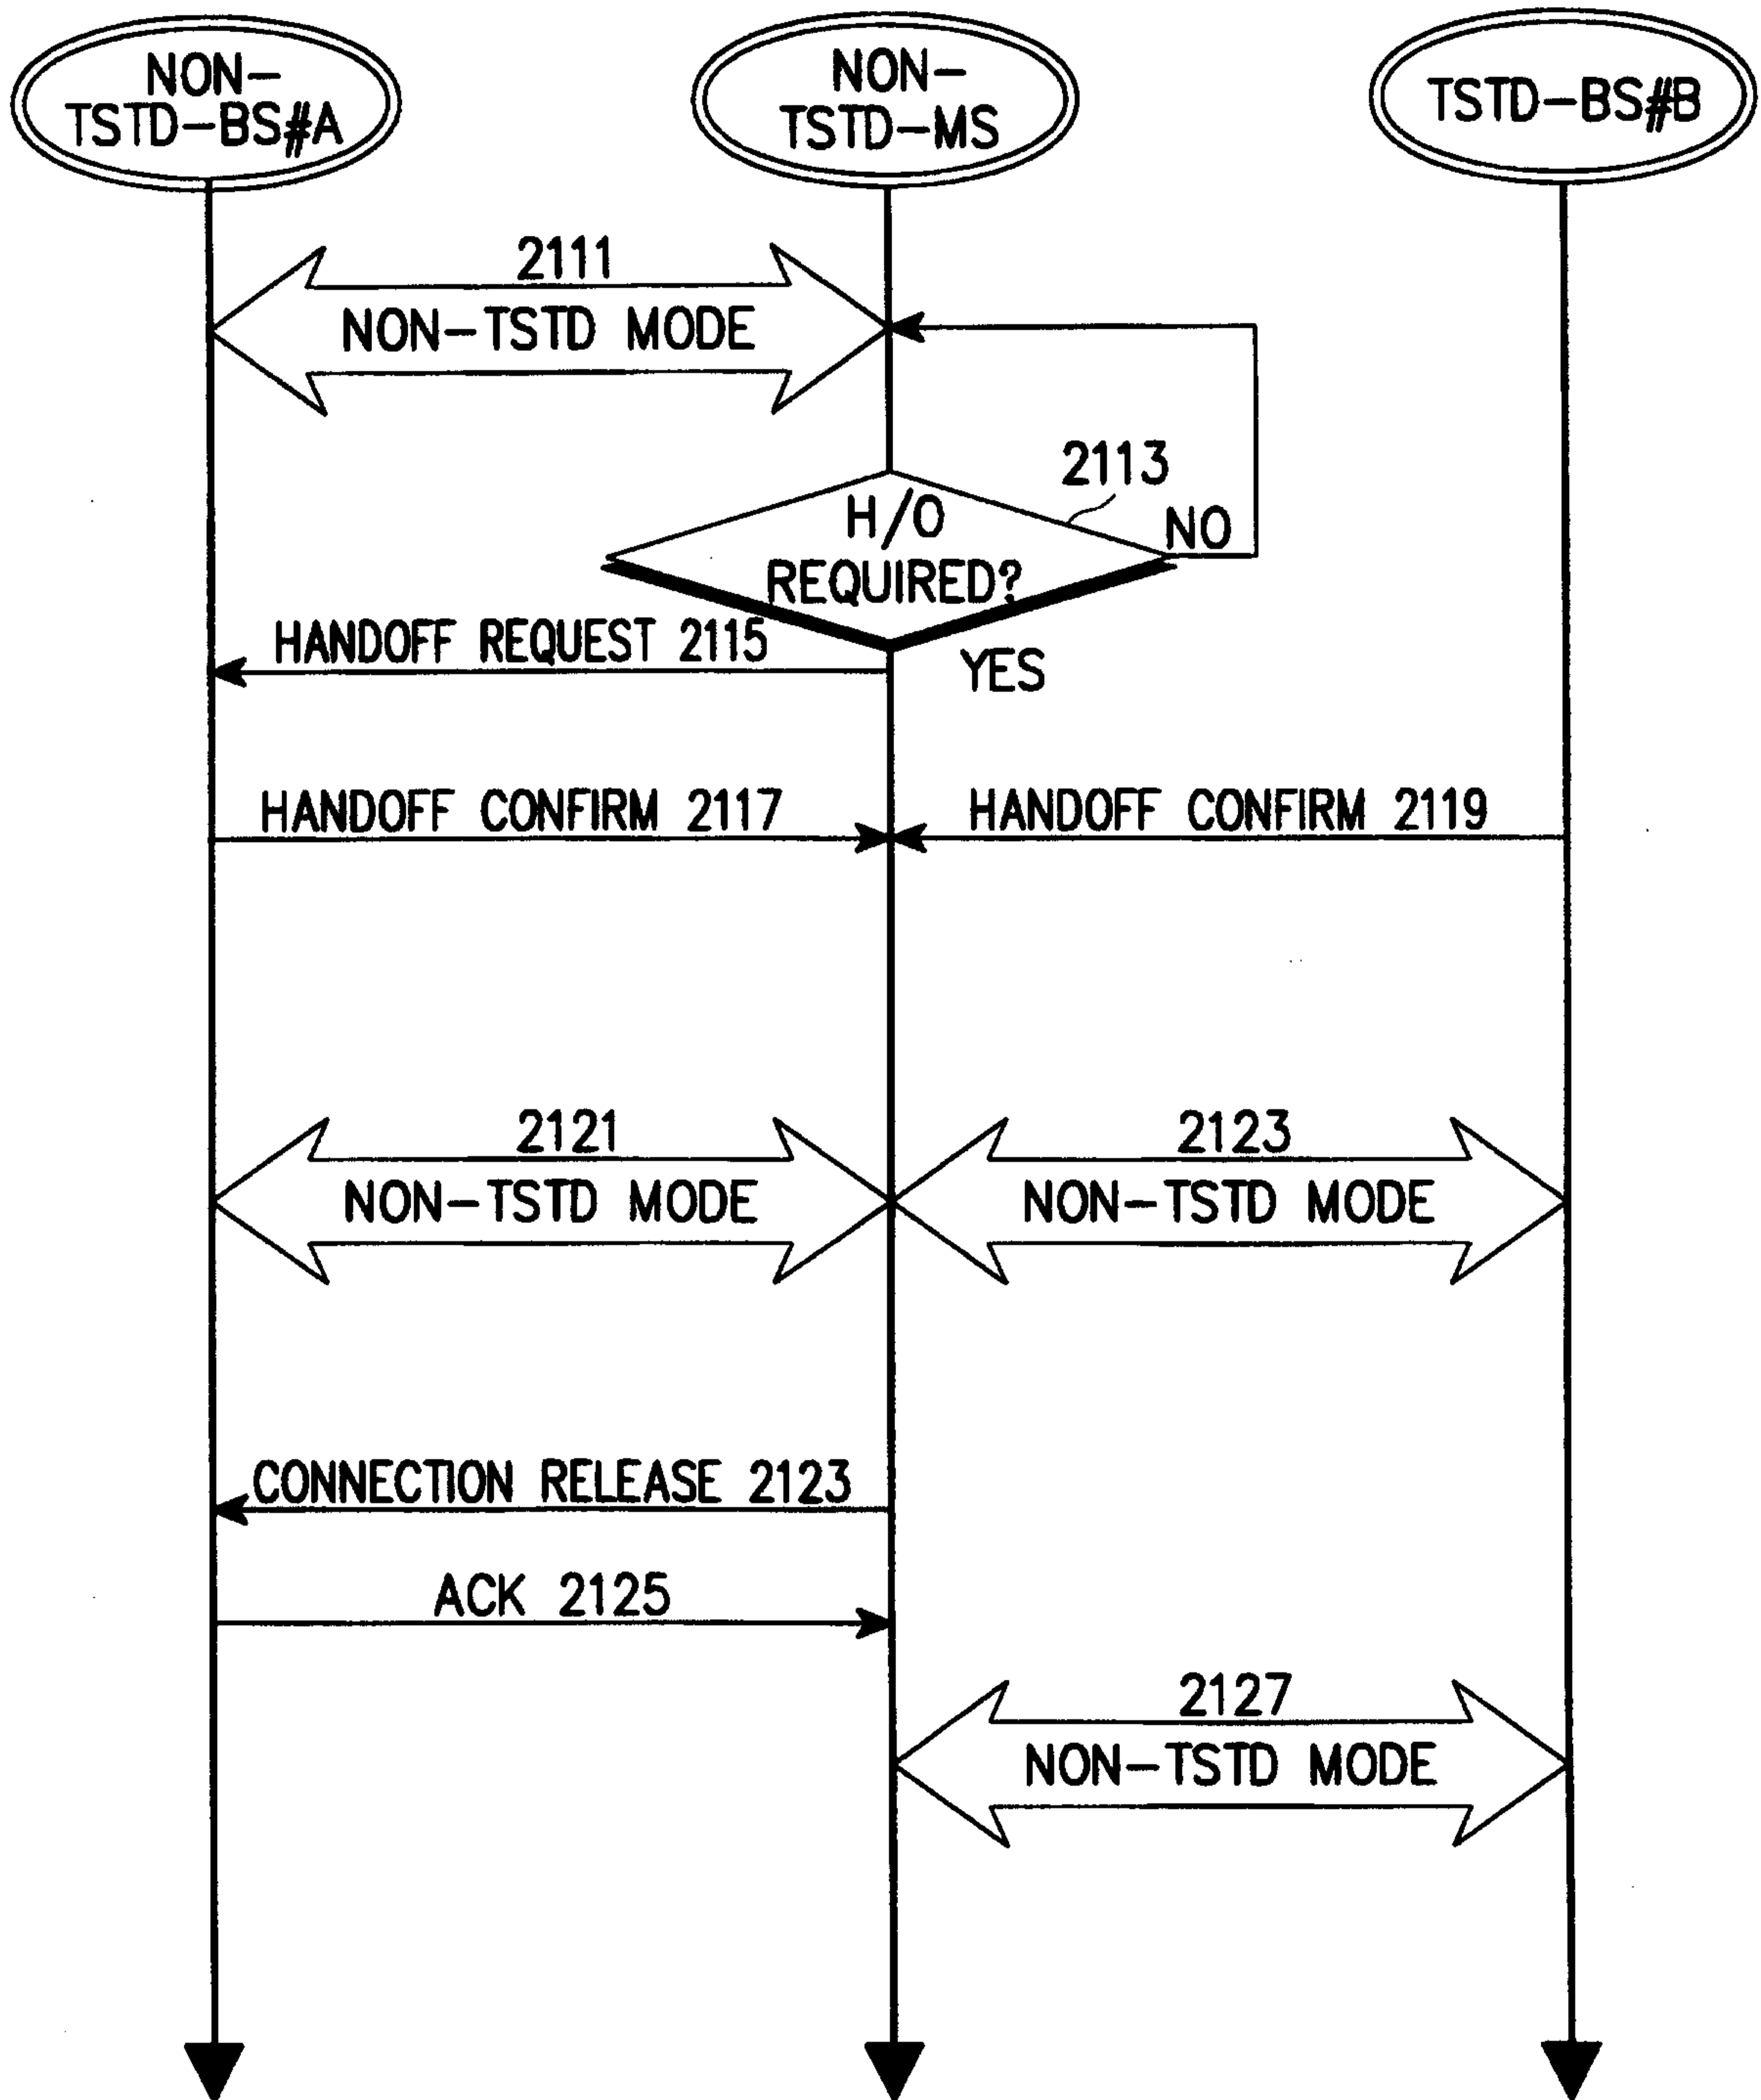 NON-
TSTD-BS#A
NON-
TSTD-MS
TSTD-BS#B
2111
NON-TSTD MODE
2113
H/O
REQUIRED?
NO
HANDOFF REQUEST 2115
YES
HANDOFF CONFIRM 2117
HANDOFF CONFIRM 2119
2121
NON-TSTD MODE
2123
NON-TSTD MODE
CONNECTION RELEASE 2123
ACK 2125
2127
NON-TSTD MODE